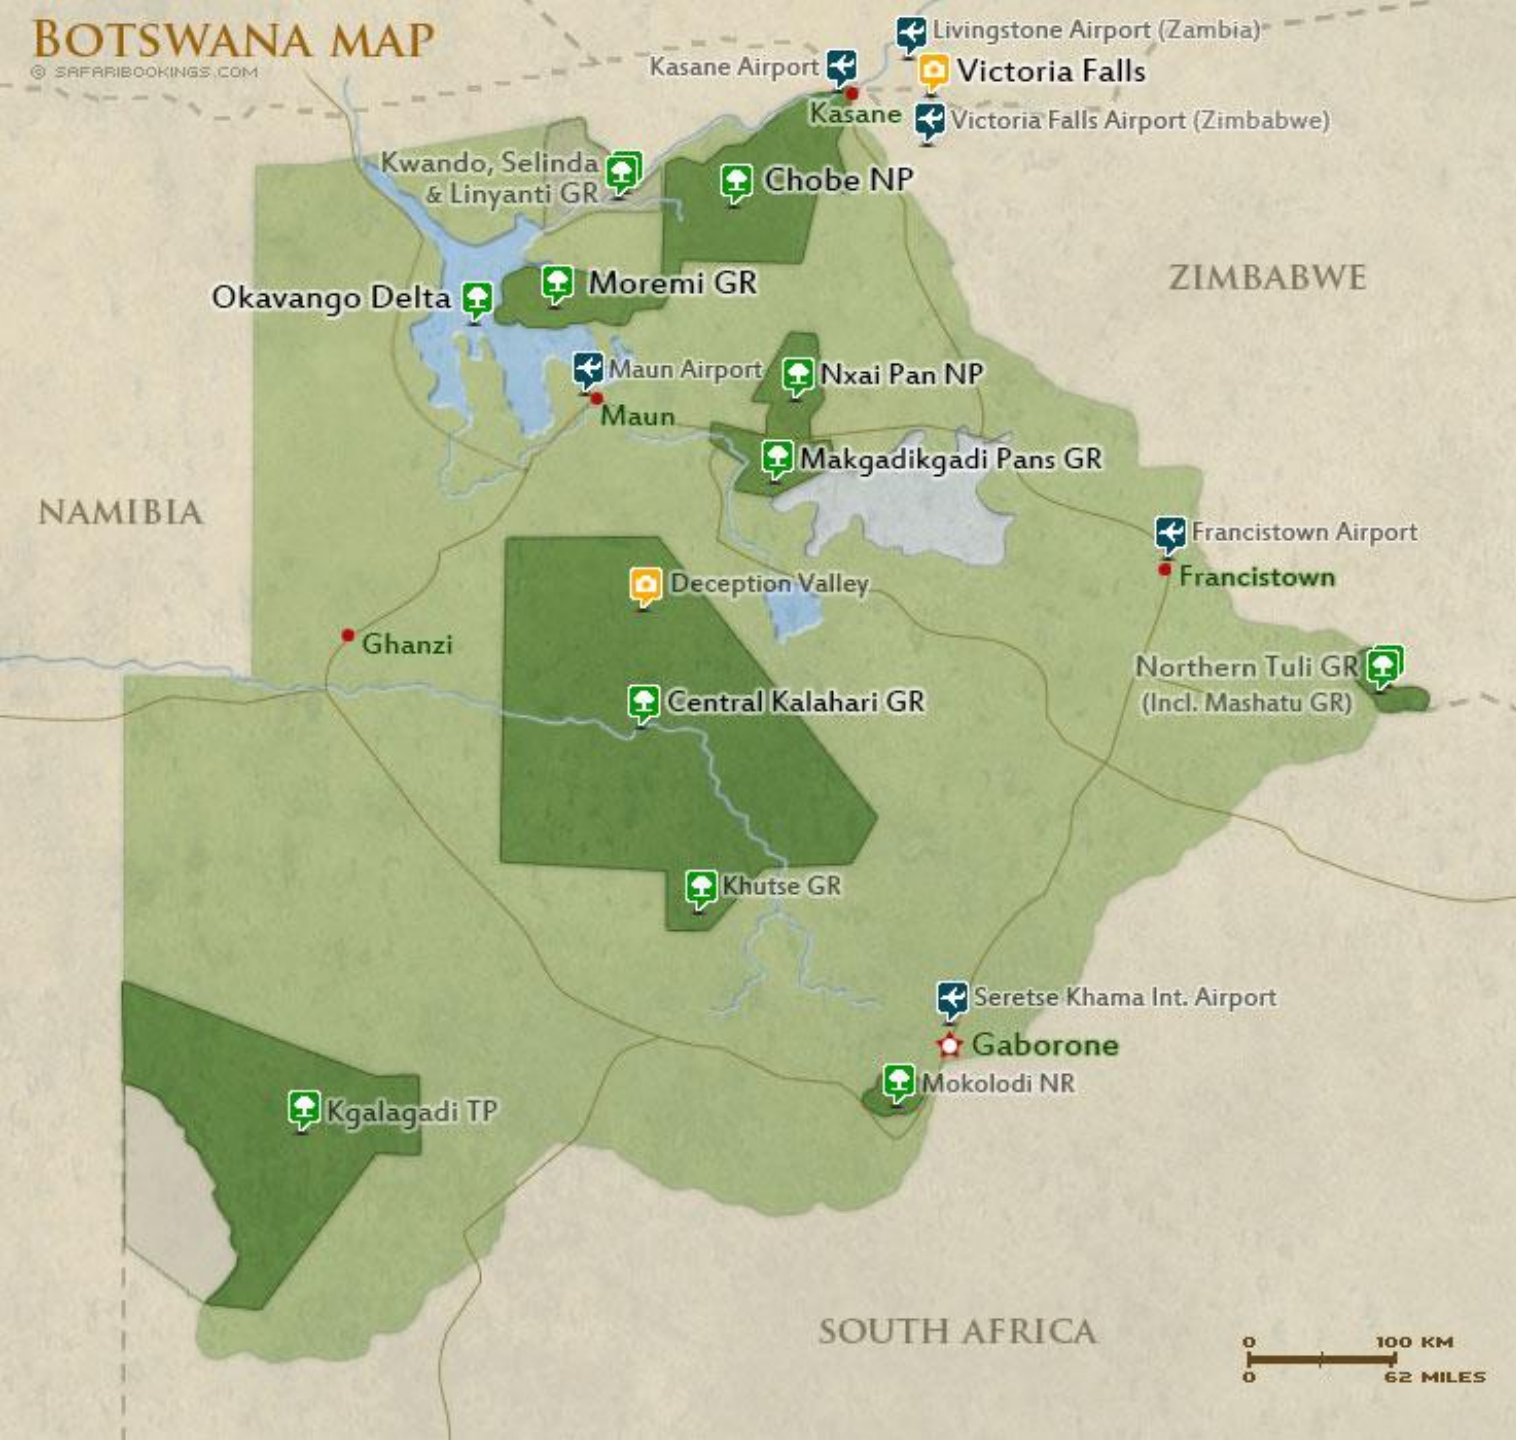 BOTSWANA MAP
© SAFARIBOOKINGS.COM
Livingstone Airport (Zambia)
Kasane Airport
Victoria Falls
Kasane
Victoria Falls Airport (Zimbabwe)
Kwando, Selinda
& Linyanti GR
Chobe NP
ZIMBABWE
Moremi GR
Okavango Delta
Maun Airport
Nxai Pan NP
Maun
Makgadikgadi Pans GR
NAMIBIA
Francistown Airport
Francistown
Deception Valley
Ghanzi
Northern Tuli GR
(Incl. Mashatu GR)
Central Kalahari GR
Khutse GR
Seretse Khama Int. Airport
Gaborone
Mokolodi NR
Kgalagadi TP
SOUTH AFRICA
0 100 KM
0 62 MILES